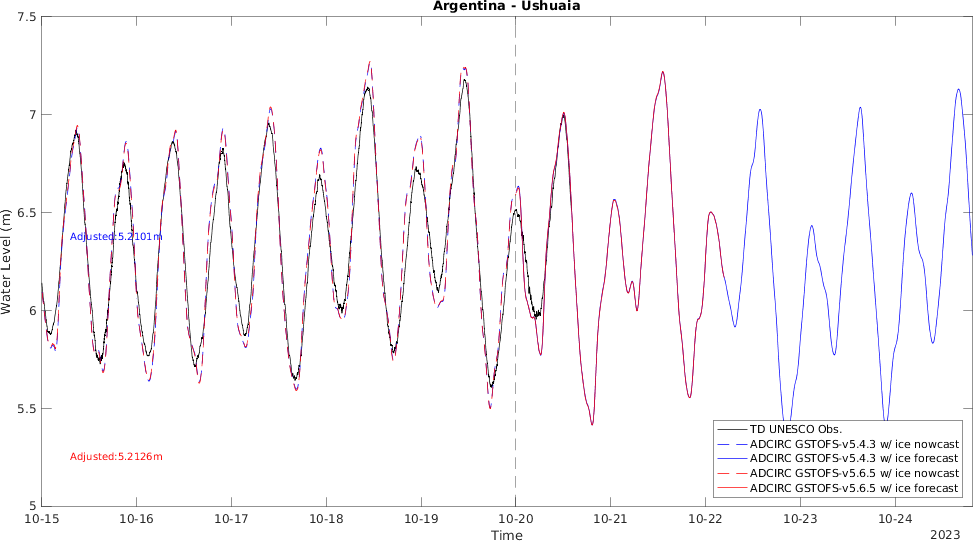 Argentina - Ushuaia
7.5
7
6.5
6
5.5
5
Water Level (m)
Adjusted:5.2101m
Adjusted:5.2126m
TD UNESCO Obs.
ADCIRC GSTOFS-v5.4.3 w/ ice nowcast
ADCIRC GSTOFS-v5.4.3 w/ ice forecast
ADCIRC GSTOFS-v5.6.5 w/ ice nowcast
ADCIRC GSTOFS-v5.6.5 w/ ice forecast
10-15 10-16 10-17 10-18 10-19 10-20 10-21 10-22 10-23 10-24
Time
2023